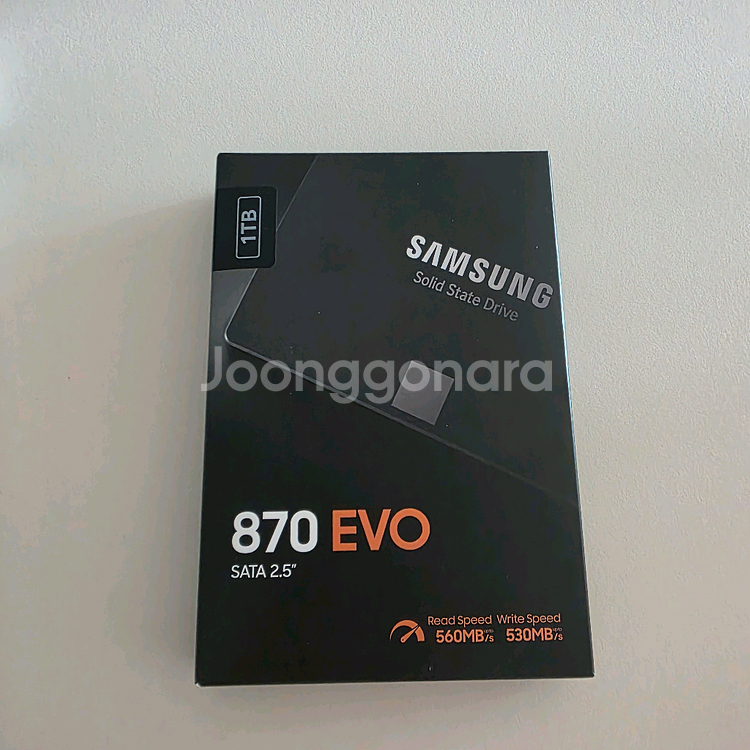 1TB
SAMSUNG
Solid State Drive
Joonggonara
870 EVO
SATA 2.5"
Read Speed Write Speed
560MB/s 530MB/s